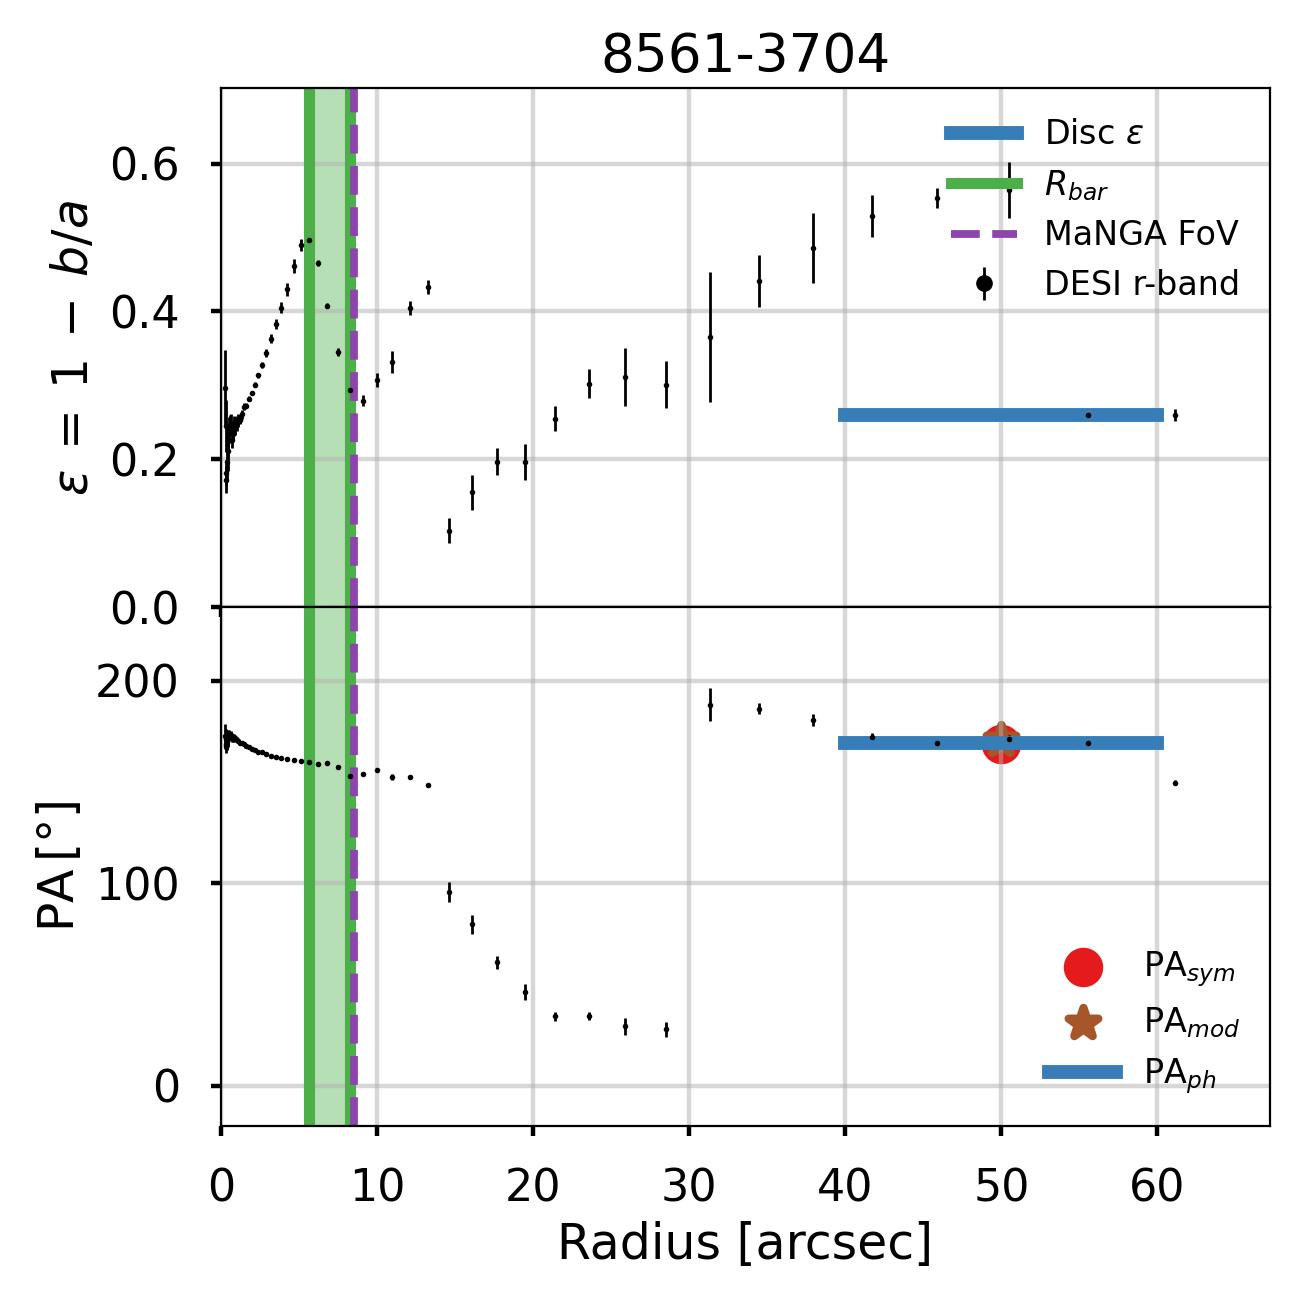 8561-3704
ε = 1 − b/a
0.6
0.4
0.2
0.0
Disc ε
R_bar
MaNGA FoV
DESI r-band
PA [°]
200
100
0
PA_sym
PA_mod
PA_ph
0 10 20 30 40 50 60
Radius [arcsec]